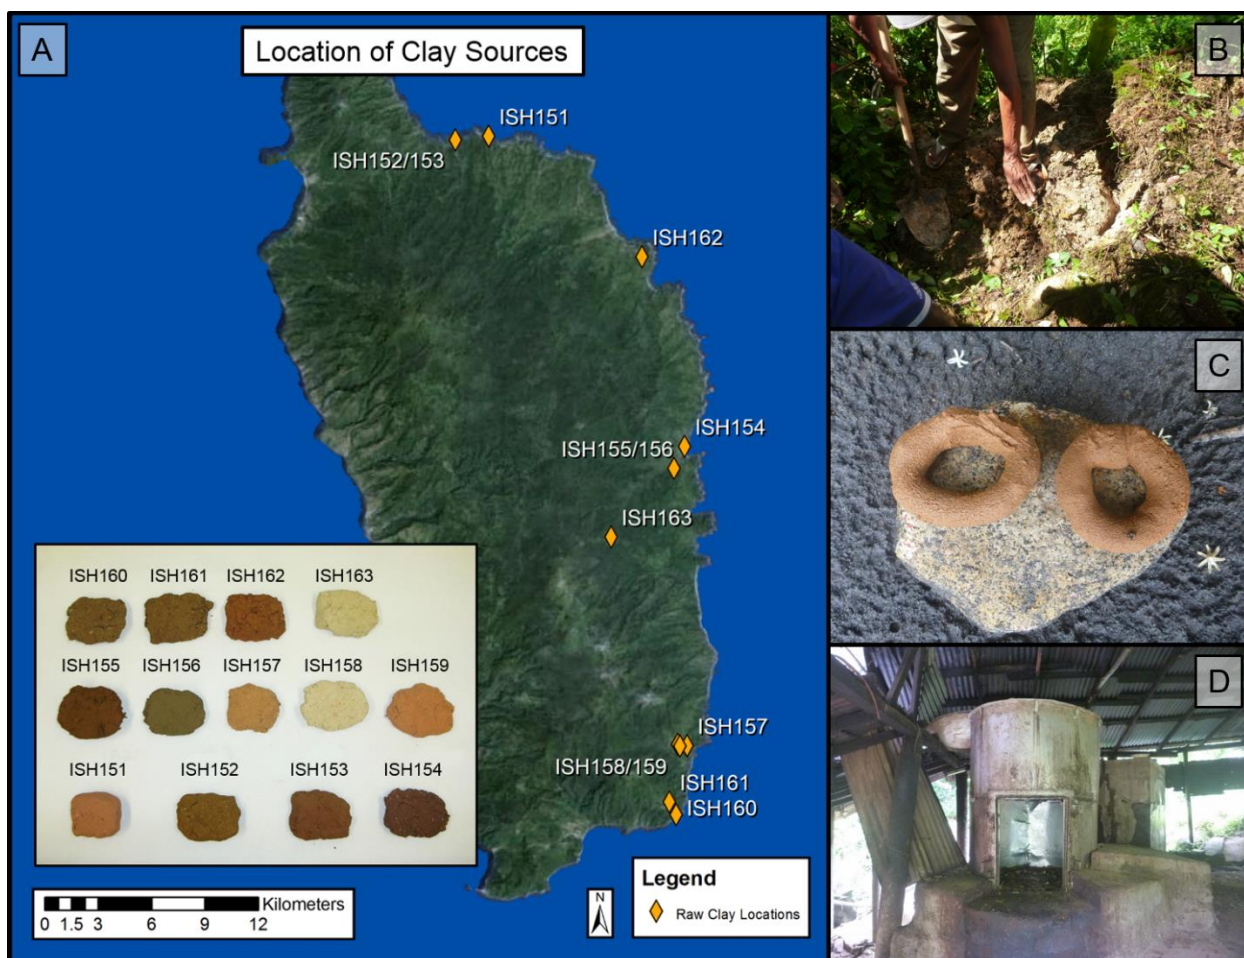 A
Location of Clay Sources
ISH151
ISH152/153
ISH162
ISH154
ISH155/156
ISH163
ISH157
ISH158/159
ISH161
ISH160
ISH160 ISH161 ISH162 ISH163
ISH155 ISH156 ISH157 ISH158 ISH159
ISH151 ISH152 ISH153 ISH154
Kilometers
0 1.5 3 6 9 12
N
Legend
Raw Clay Locations
B
C
D